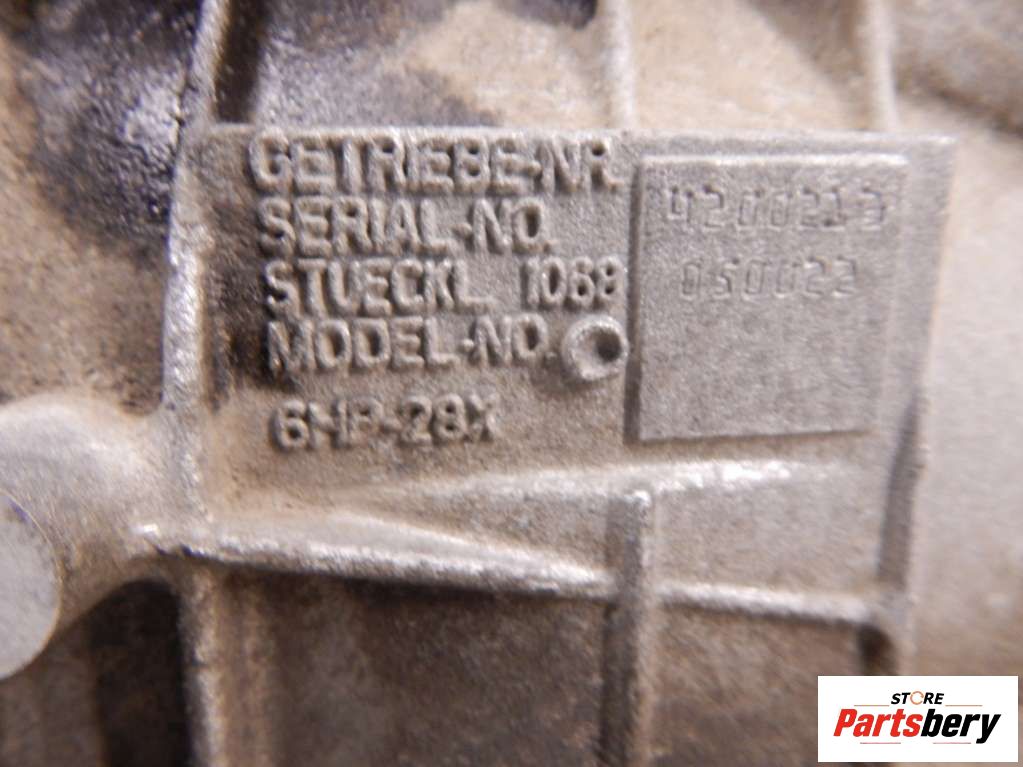 GETRIEBE-NR.
SERIAL-NO.
STUECKL. 1068
MODEL-NO.
6HP-28X
4200213
050022
STORE
Partsbery